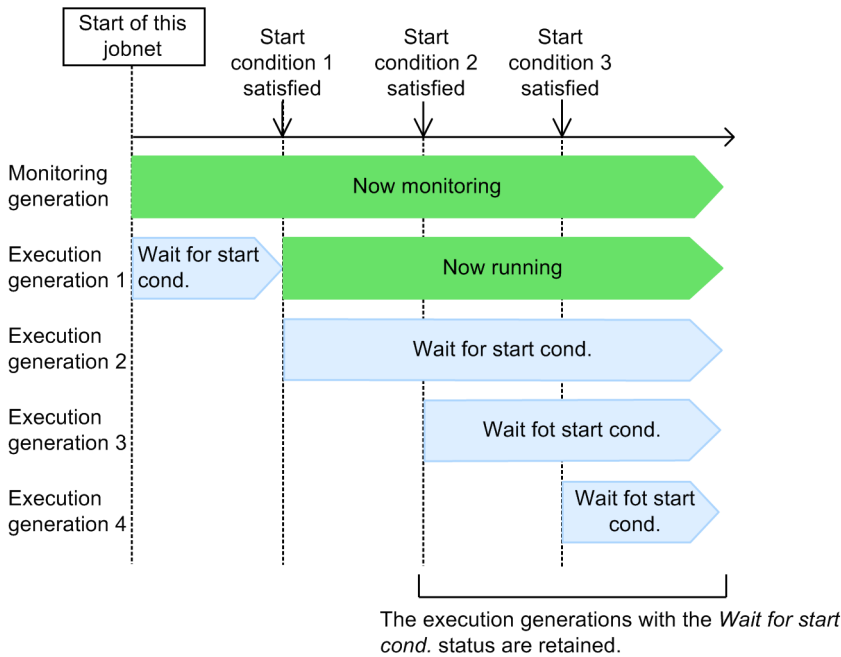 Start of this
jobnet
Start
condition 1
satisfied
Start
condition 2
satisfied
Start
condition 3
satisfied
Monitoring
generation
Now monitoring
Execution
generation 1
Wait for start
cond.
Now running
Execution
generation 2
Wait for start cond.
Execution
generation 3
Wait fot start cond.
Execution
generation 4
Wait fot start
cond.
The execution generations with the Wait for start
cond. status are retained.